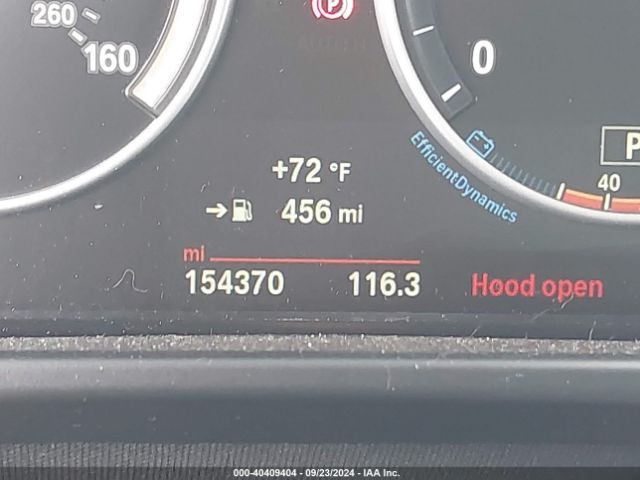 260
160
P
AUTO H
0
P
+72 °F
EfficientDynamics
40
456 mi
mi
154370 116.3 Hood open
000-40409404 - 09/23/2024 - IAA Inc.